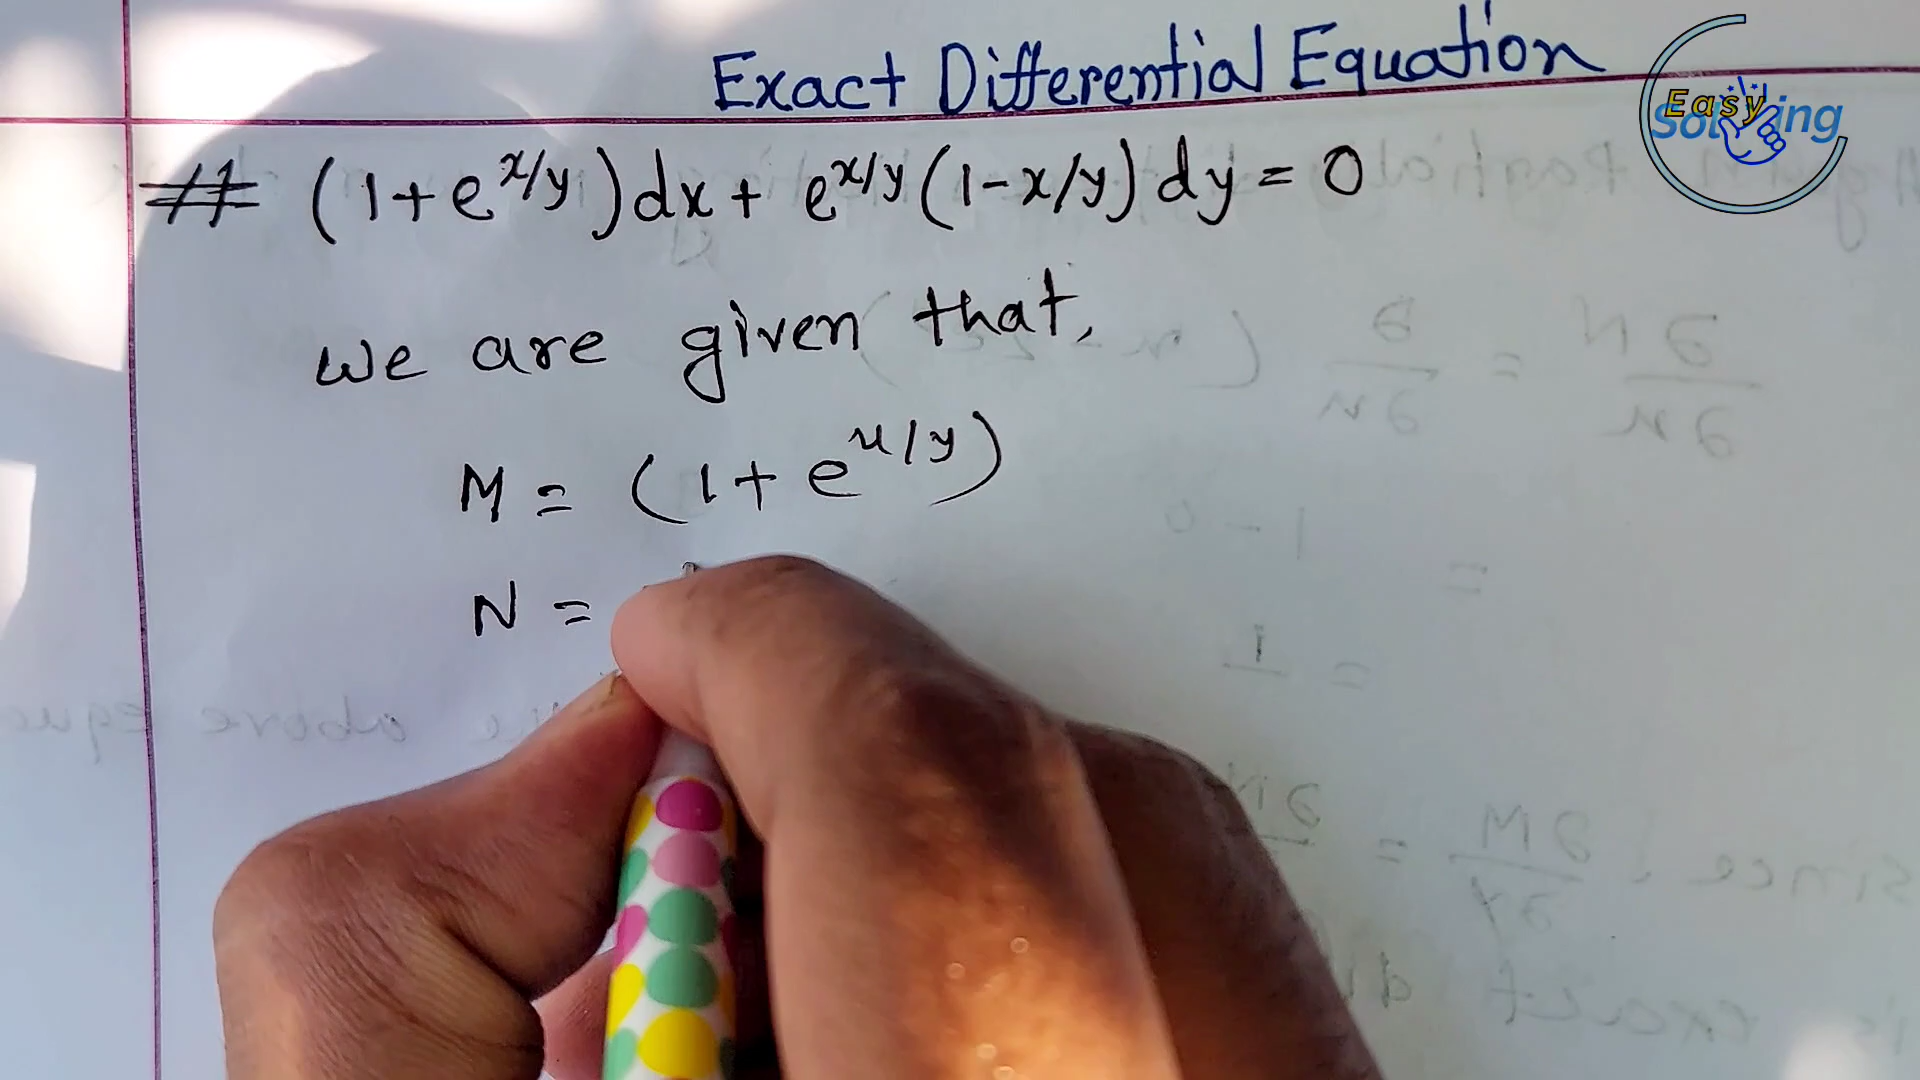 Exact Differential Equation
Easy
Solving
# (1+e^x/y)dx + e^x/y (1-x/y) dy = 0
we are given that,
M = (1 + e^x/y)
N =